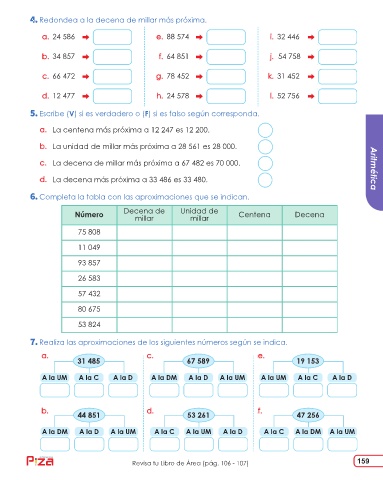 4. Redondea a la decena de millar más próxima.
a. 24 586 e. 88 574 i. 32 446
b. 34 857 f. 64 851 j. 54 758
c. 66 472 g. 78 452 k. 31 452
d. 12 477 h. 24 578 l. 52 756
5. Escribe (V) si es verdadero o (F) si es falso según corresponda.
a. La centena más próxima a 12 247 es 12 200.
b. La unidad de millar más próxima a 28 561 es 28 000.
c. La decena de millar más próxima a 67 482 es 70 000.
d. La decena más próxima a 33 486 es 33 480.
Aritmética
6. Completa la tabla con las aproximaciones que se indican.
Número Decena de millar Unidad de millar Centena Decena
75 808
11 049
93 857
26 583
57 432
80 675
53 824
7. Realiza las aproximaciones de los siguientes números según se indica.
a. 31 485 c. 67 589 e. 19 153
A la UM A la C A la D A la DM A la D A la UM A la UM A la C A la D
b. 44 851 d. 53 261 f. 47 256
A la DM A la D A la UM A la C A la UM A la D A la C A la DM A la UM
Pizza Revisa tu Libro de Área (pág. 106 - 107) 159